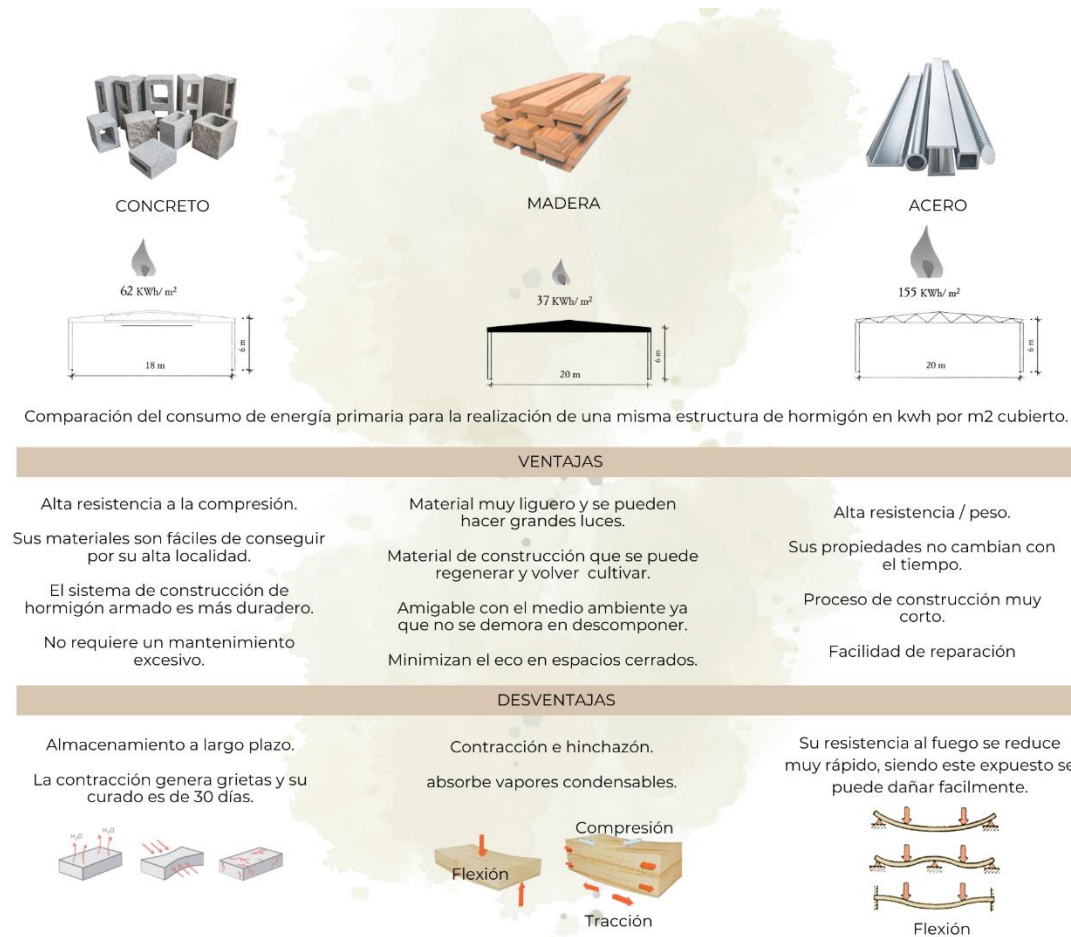 CONCRETO
MADERA
ACERO
62 KWh/ m²
37 KWh/ m²
155 KWh/ m²
6 m
18 m
6 m
20 m
6 m
20 m
Comparación del consumo de energía primaria para la realización de una misma estructura de hormigón en kwh por m2 cubierto.
VENTAJAS
Alta resistencia a la compresión.
Sus materiales son fáciles de conseguir
por su alta localidad.
El sistema de construcción de
hormigón armado es más duradero.
No requiere un mantenimiento
excesivo.
Material muy liguero y se pueden
hacer grandes luces.
Material de construcción que se puede
regenerar y volver cultivar.
Amigable con el medio ambiente ya
que no se demora en descomponer.
Minimizan el eco en espacios cerrados.
Alta resistencia / peso.
Sus propiedades no cambian con
el tiempo.
Proceso de construcción muy
corto.
Facilidad de reparación
DESVENTAJAS
Almacenamiento a largo plazo.
La contracción genera grietas y su
curado es de 30 días.
H₂O
H₂O
Contracción e hinchazón.
absorbe vapores condensables.
Flexión
Compresión
Tracción
Su resistencia al fuego se reduce
muy rápido, siendo este expuesto se
puede dañar facilmente.
Flexión